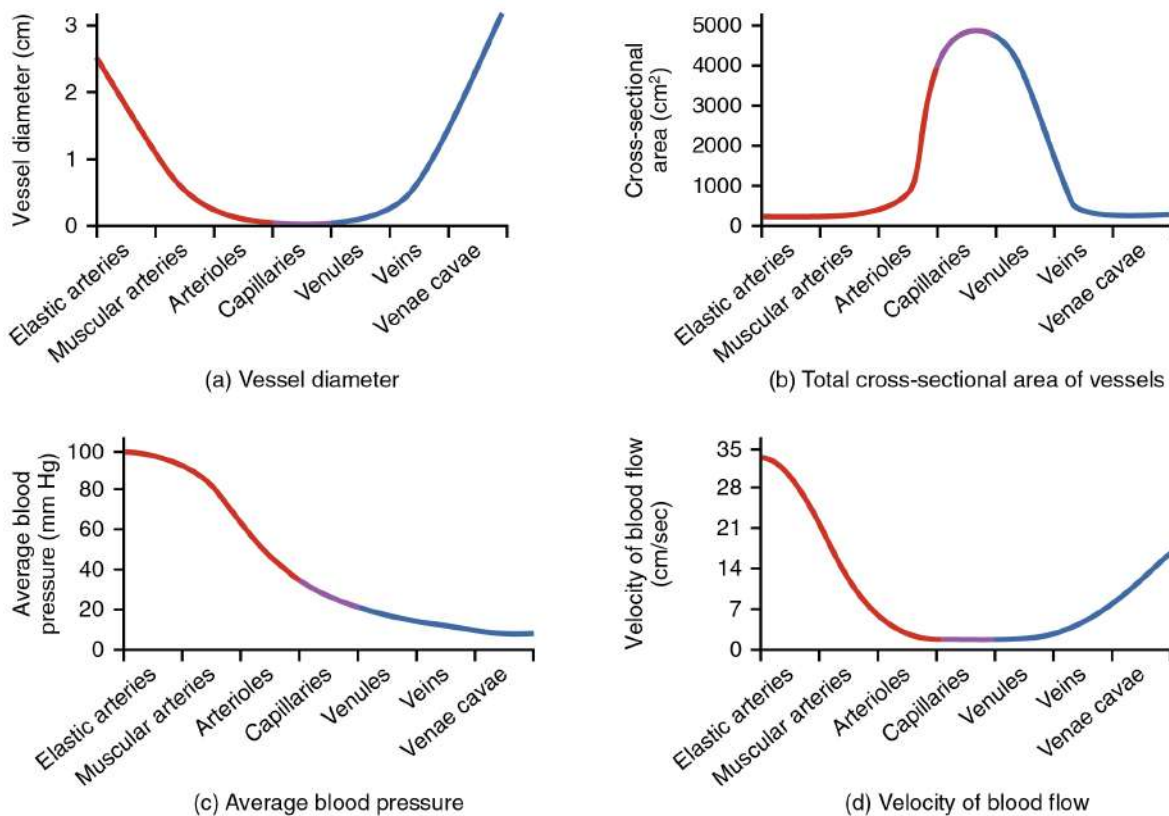 Vessel diameter (cm)
3
2
1
0
Elastic arteries
Muscular arteries
Arterioles
Capillaries
Venules
Veins
Venae cavae
(a) Vessel diameter
Cross-sectional
area (cm²)
5000
4000
3000
2000
1000
0
Elastic arteries
Muscular arteries
Arterioles
Capillaries
Venules
Veins
Venae cavae
(b) Total cross-sectional area of vessels
Average blood
pressure (mm Hg)
100
80
60
40
20
0
Elastic arteries
Muscular arteries
Arterioles
Capillaries
Venules
Veins
Venae cavae
(c) Average blood pressure
Velocity of blood flow
(cm/sec)
35
28
21
14
7
0
Elastic arteries
Muscular arteries
Arterioles
Capillaries
Venules
Veins
Venae cavae
(d) Velocity of blood flow